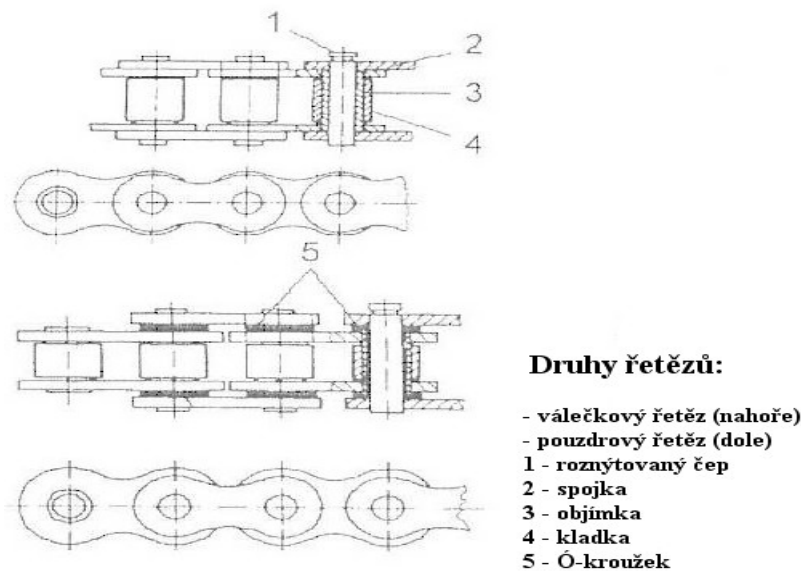 1
2
3
4
5
Druhy řetězů:
- válečkový řetěz (nahoře)
- pouzdrový řetěz (dole)
1 - roznýtovaný čep
2 - spojka
3 - objímka
4 - kladka
5 - Ó-kroužek